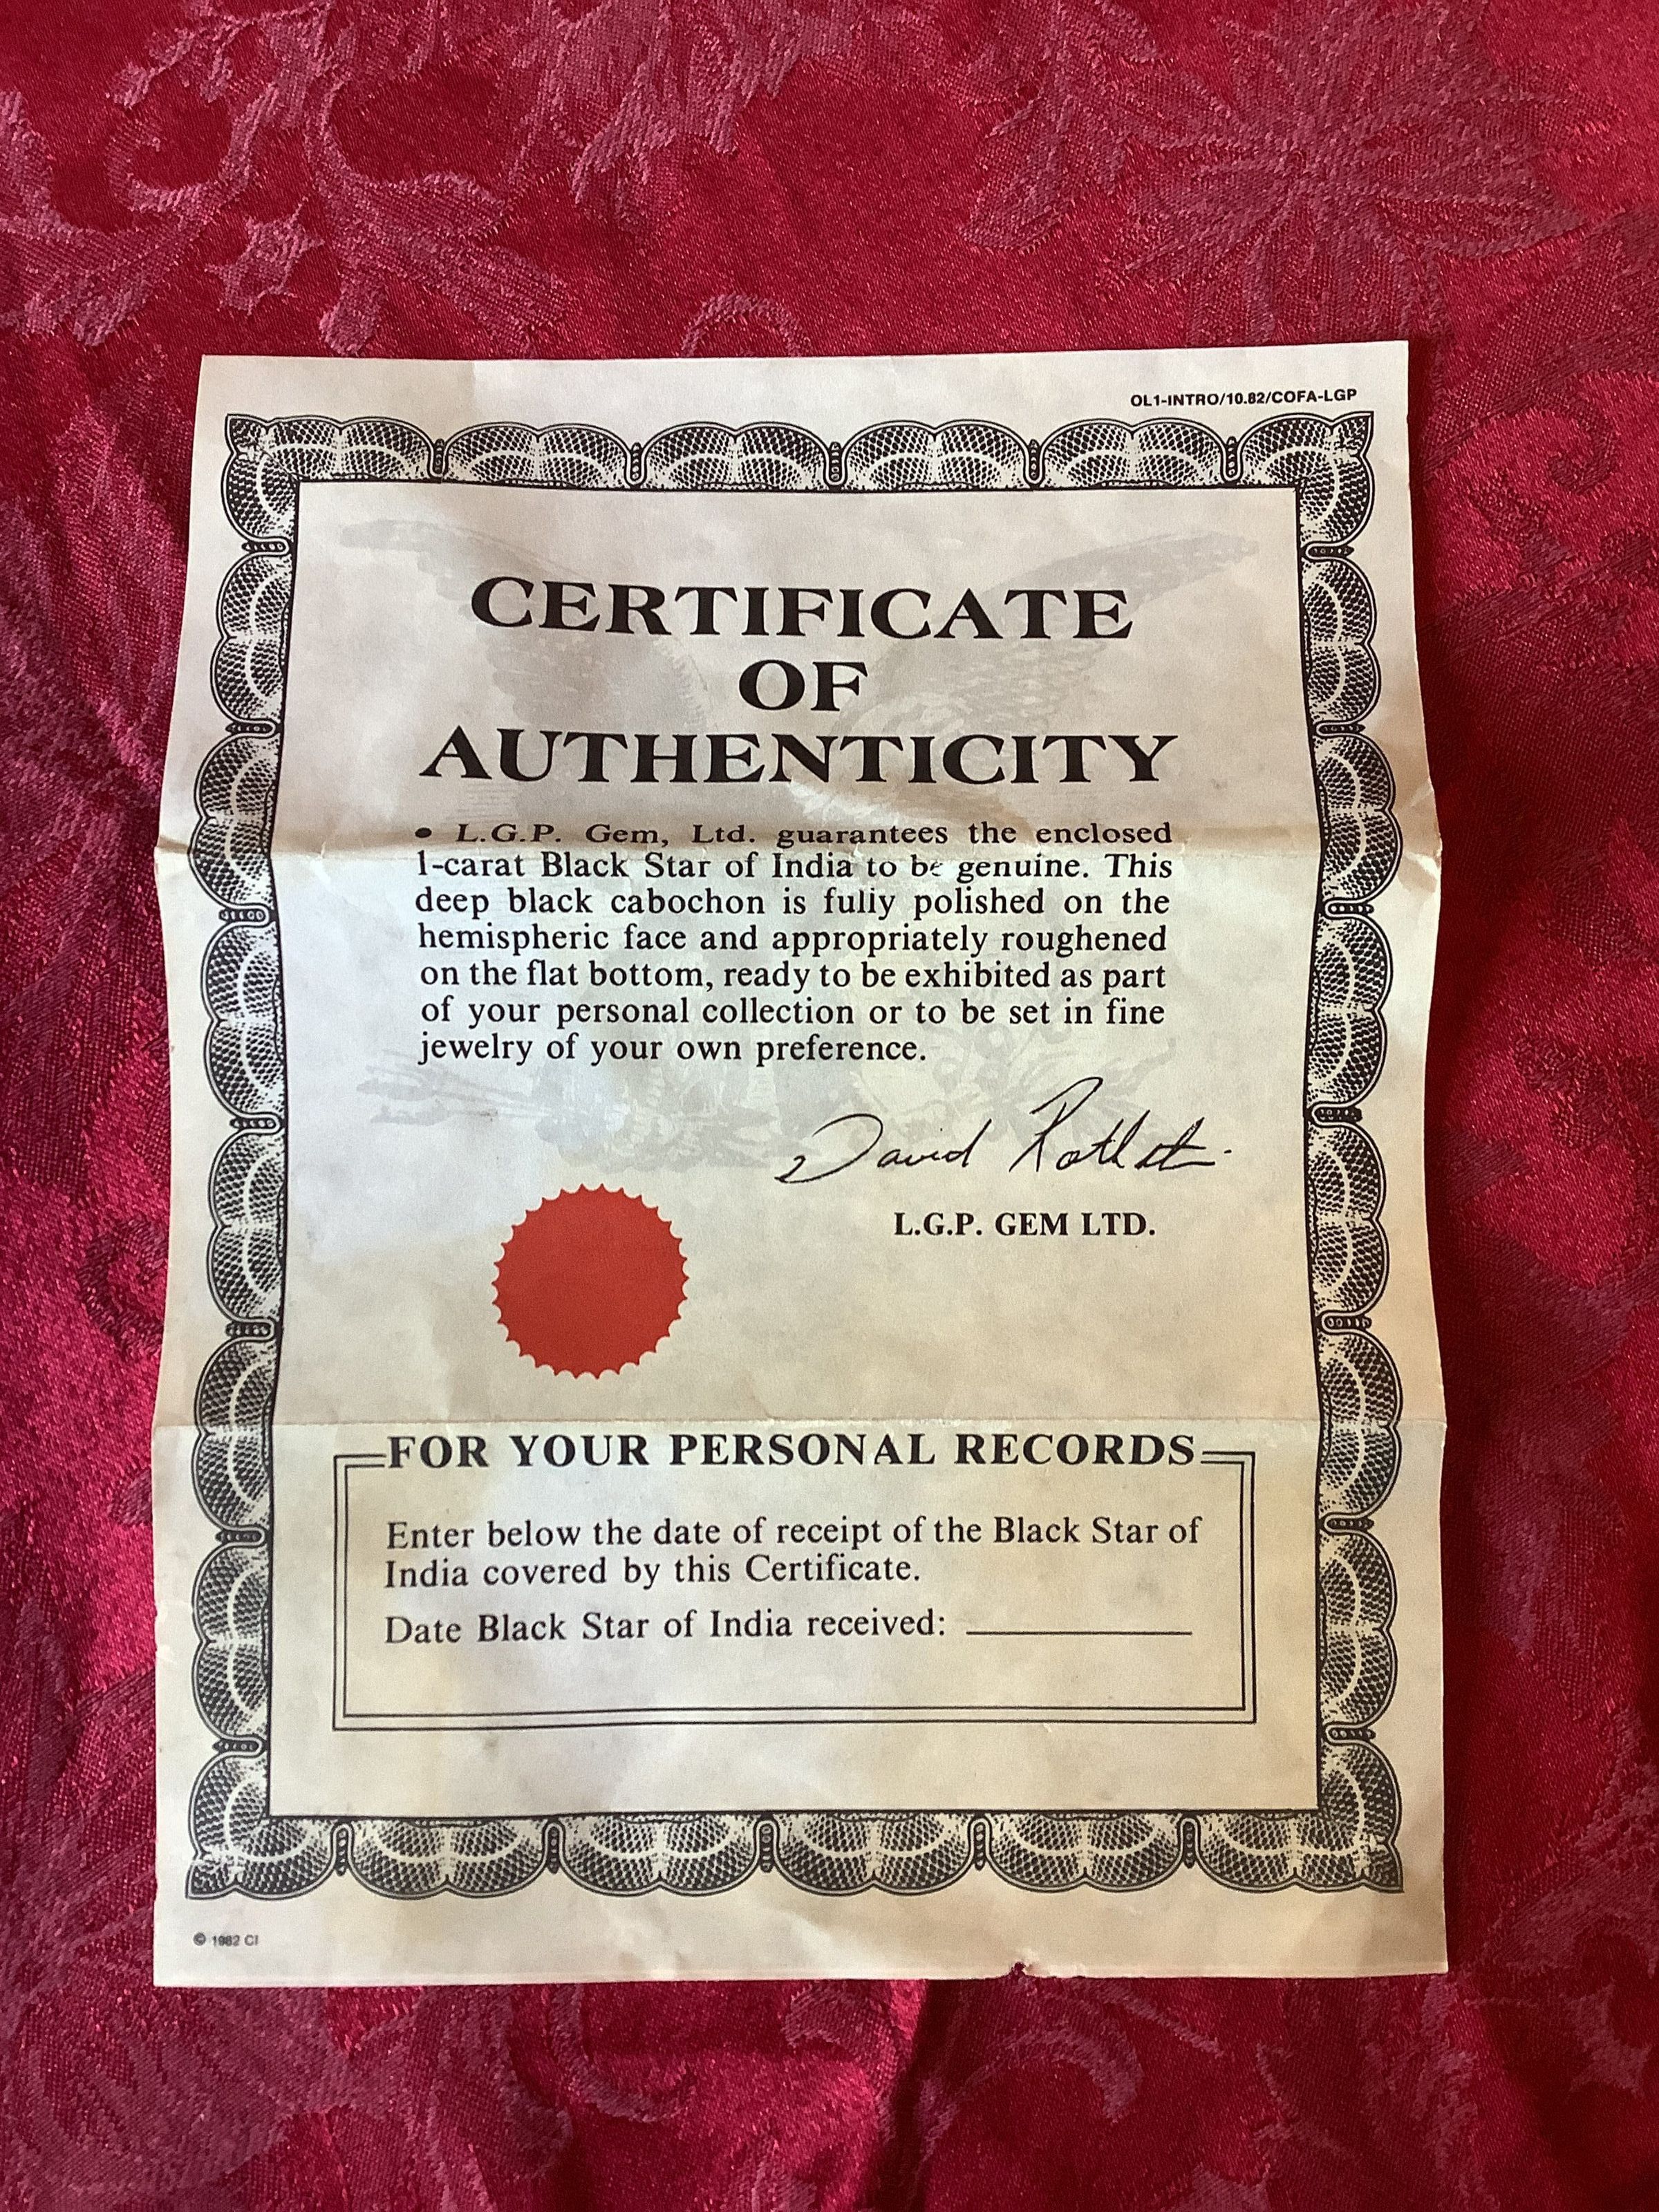 OL1-INTRO/10.82/COFA-LGP
CERTIFICATE
OF
AUTHENTICITY
• L.G.P. Gem, Ltd. guarantees the enclosed
1-carat Black Star of India to be genuine. This
deep black cabochon is fully polished on the
hemispheric face and appropriately roughened
on the flat bottom, ready to be exhibited as part
of your personal collection or to be set in fine
jewelry of your own preference.
David
L.G.P. GEM LTD.
FOR YOUR PERSONAL RECORDS
Enter below the date of receipt of the Black Star of
India covered by this Certificate.
Date Black Star of India received:
© 1982 CI